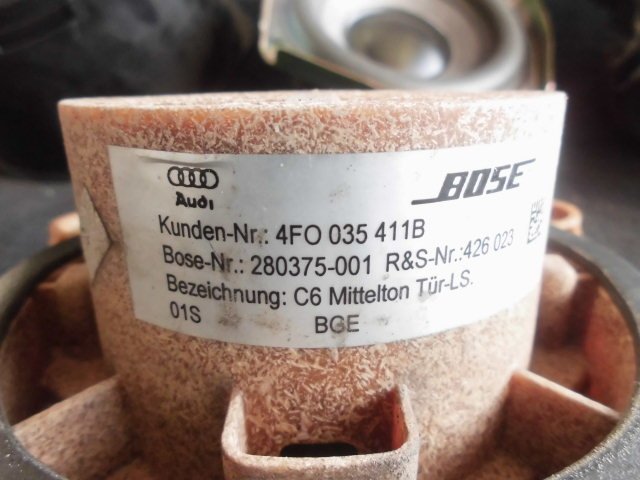 Audi BOSE
Kunden-Nr.: 4FO 035 411B
Bose-Nr.: 280375-001 R&S-Nr.:426 023
Bezeichnung: C6 Mittelton Tür-LS.
01S BGE